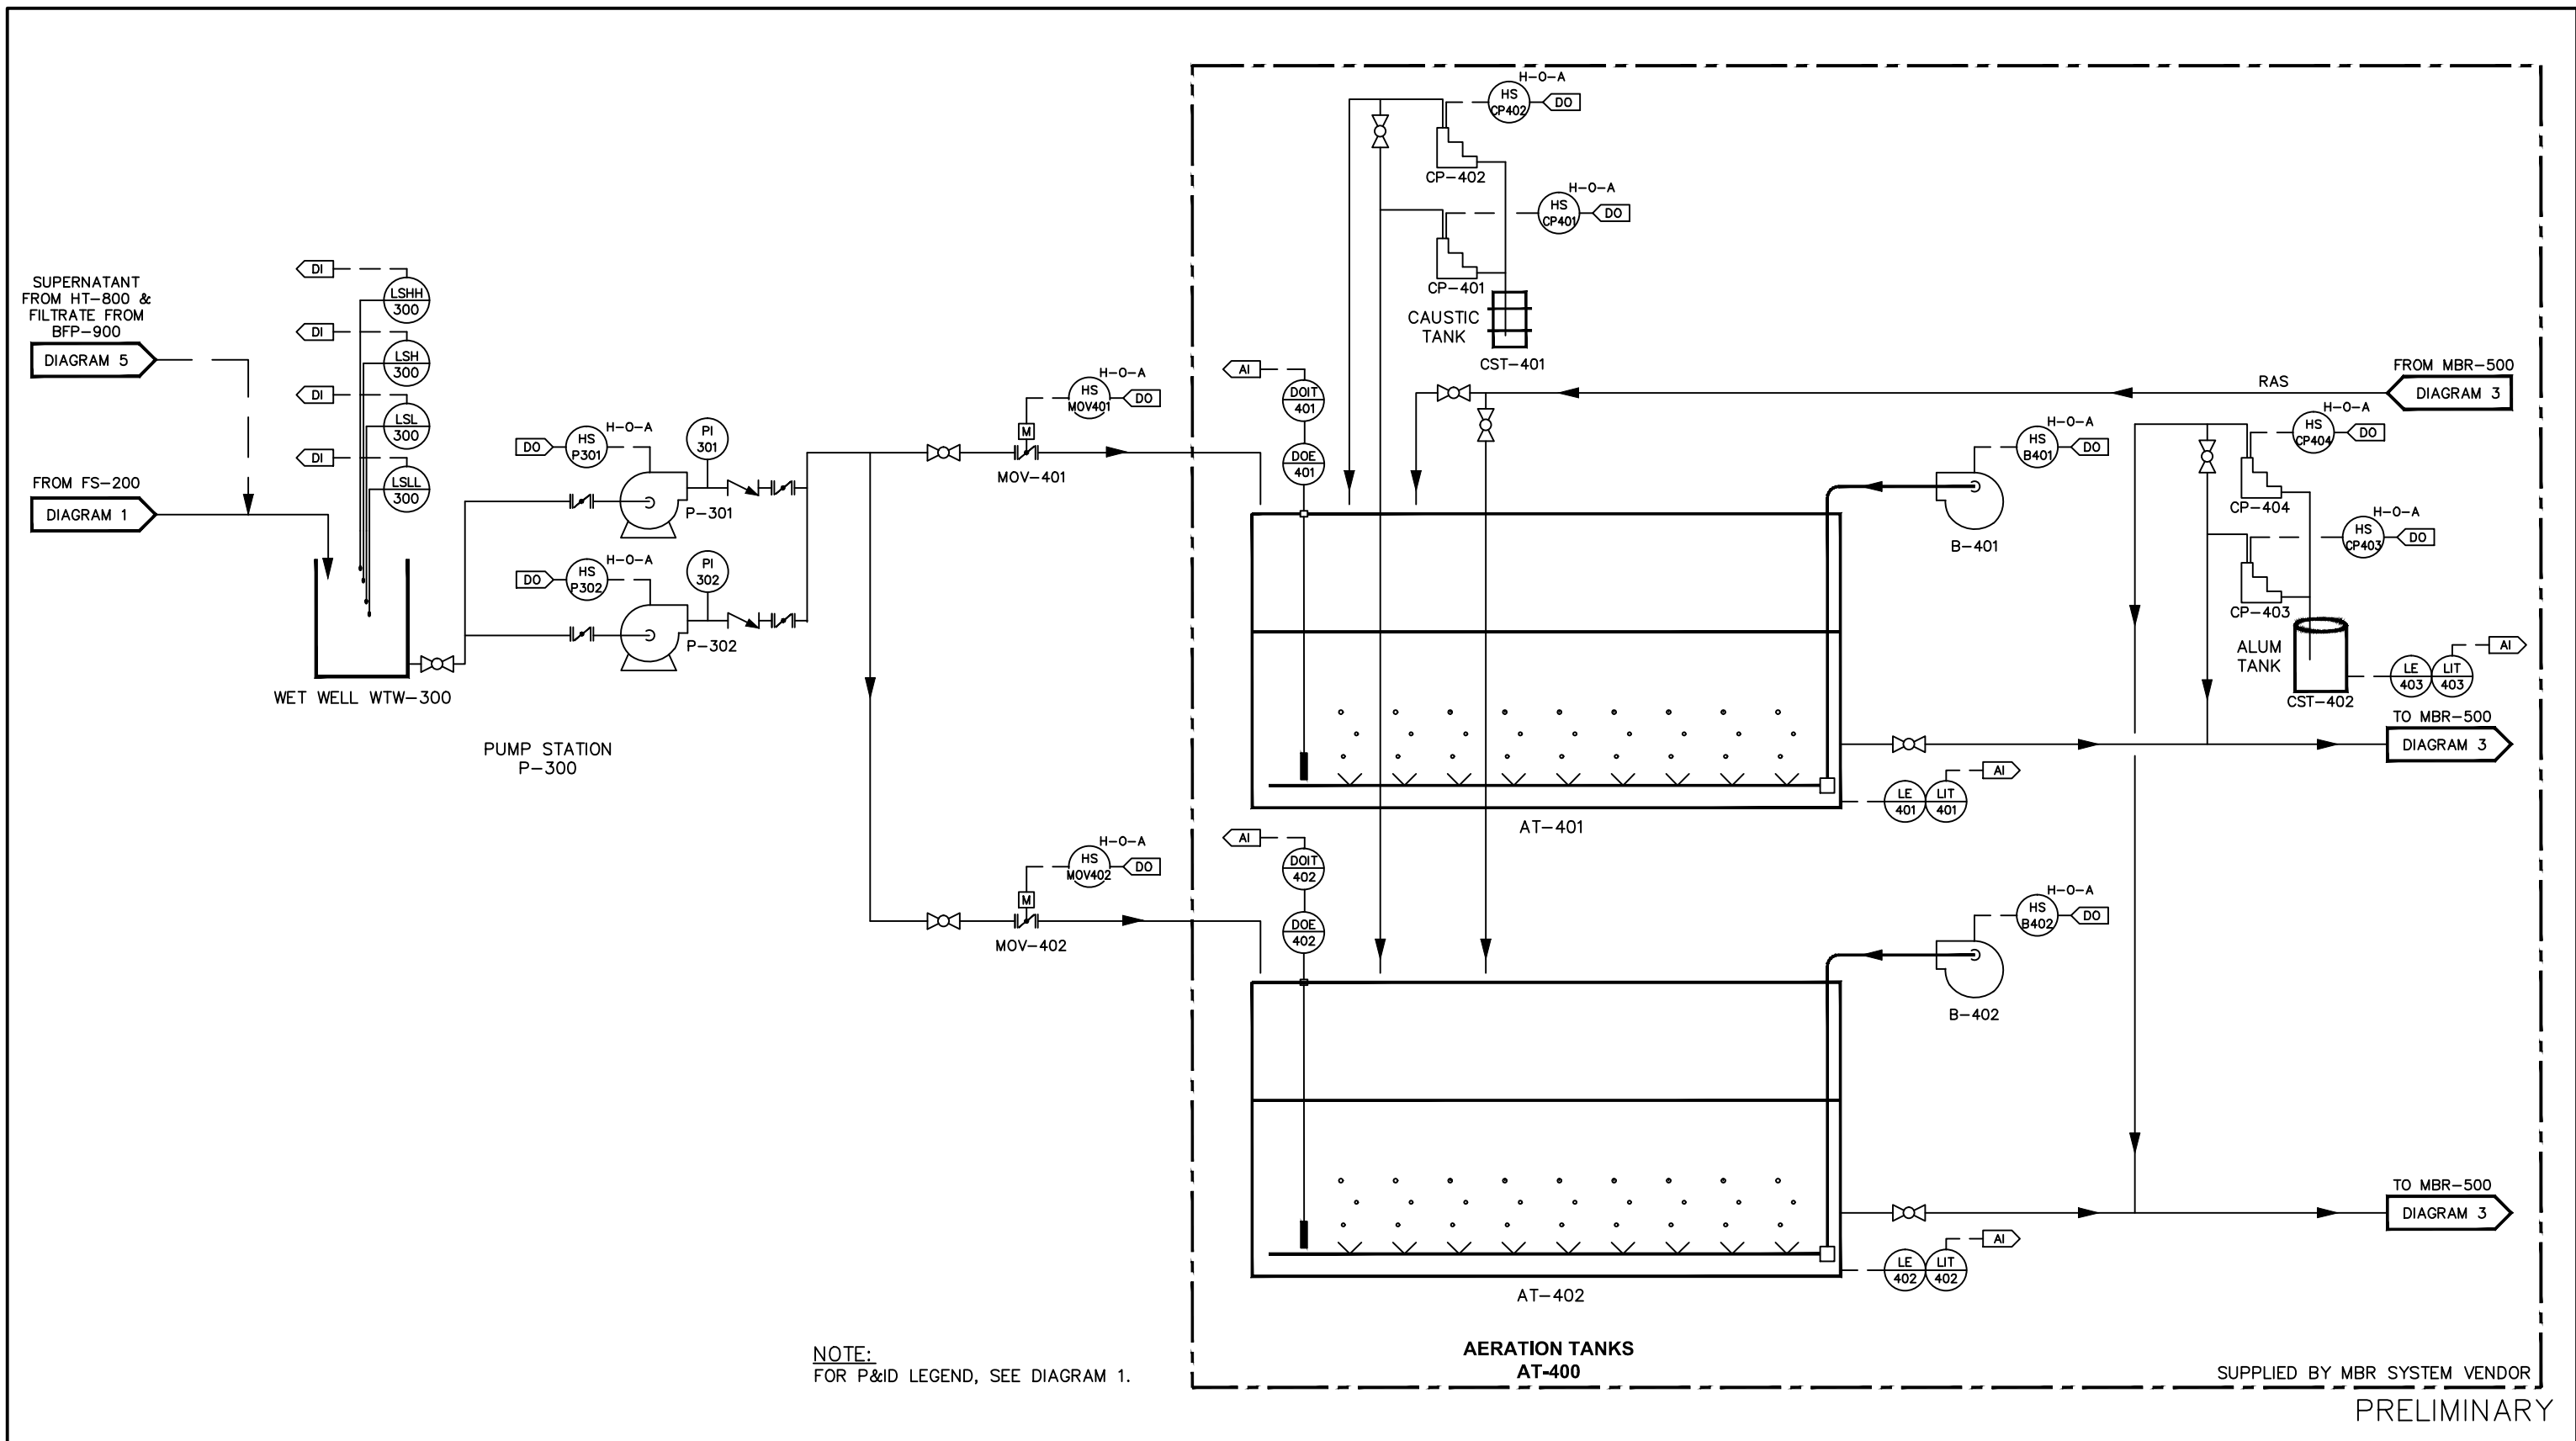 SUPERNATANT
FROM HT-800 &
FILTRATE FROM
BFP-900
DIAGRAM 5
FROM FS-200
DIAGRAM 1
DI
LSHH
300
DI
LSH
300
DI
LSL
300
DI
LSLL
300
WET WELL WTW-300
H-O-A
DO
HS
P301
PI
301
P-301
H-O-A
DO
HS
P302
PI
302
P-302
PUMP STATION
P-300
H-O-A
HS
MOV401
DO
M
MOV-401
H-O-A
HS
MOV402
DO
M
MOV-402
H-O-A
HS
CP402
DO
CP-402
H-O-A
HS
CP401
DO
CP-401
CAUSTIC
TANK
CST-401
AI
DOIT
401
DOE
401
FROM MBR-500
RAS
DIAGRAM 3
H-O-A
HS
B401
DO
B-401
H-O-A
HS
CP404
DO
CP-404
H-O-A
HS
CP403
DO
CP-403
ALUM
TANK
CST-402
LE
403
LIT
403
AI
TO MBR-500
DIAGRAM 3
LE
401
LIT
401
AI
AT-401
AI
DOIT
402
DOE
402
H-O-A
HS
B402
DO
B-402
TO MBR-500
DIAGRAM 3
LE
402
LIT
402
AI
AT-402
AERATION TANKS
AT-400
NOTE:
FOR P&ID LEGEND, SEE DIAGRAM 1.
SUPPLIED BY MBR SYSTEM VENDOR
PRELIMINARY